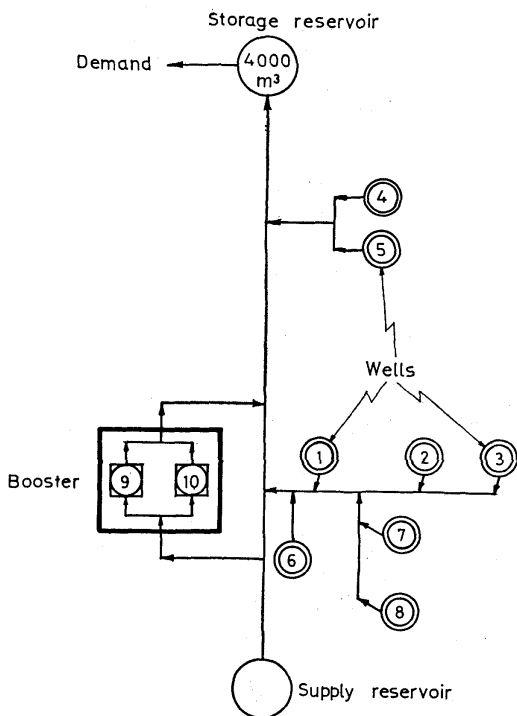 Storage reservoir
Demand
4000
m³
4
5
Wells
1
2
3
Booster
9
10
6
7
8
Supply reservoir